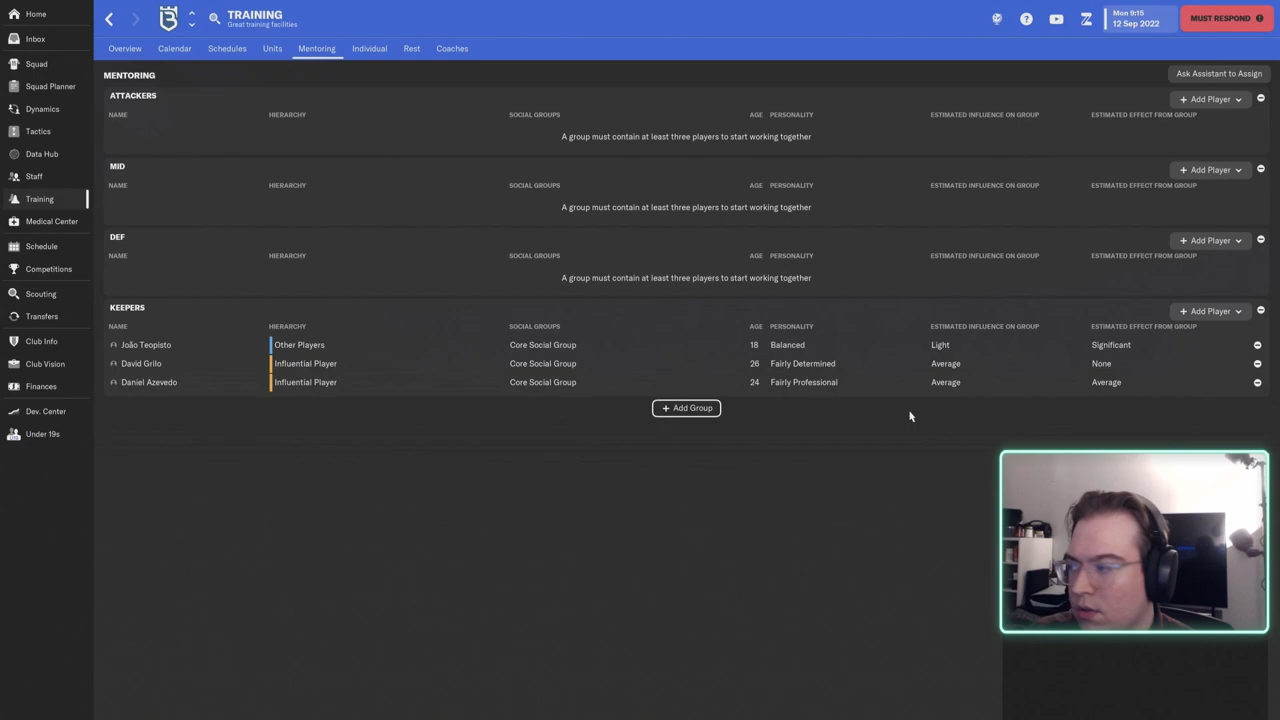 Home
Inbox
Squad
Squad Planner
Dynamics
Tactics
Data Hub
Staff
Training
Medical Center
Schedule
Competitions
Scouting
Transfers
Club Info
Club Vision
Finances
Dev. Center
Under 19s
TRAINING
Great training facilities
Mon 9:15
12 Sep 2022
MUST RESPOND
Overview Calendar Schedules Units Mentoring Individual Rest Coaches
MENTORING
Ask Assistant to Assign
ATTACKERS
+ Add Player
NAME HIERARCHY SOCIAL GROUPS AGE PERSONALITY ESTIMATED INFLUENCE ON GROUP ESTIMATED EFFECT FROM GROUP
A group must contain at least three players to start working together
MID
+ Add Player
NAME HIERARCHY SOCIAL GROUPS AGE PERSONALITY ESTIMATED INFLUENCE ON GROUP ESTIMATED EFFECT FROM GROUP
A group must contain at least three players to start working together
DEF
+ Add Player
NAME HIERARCHY SOCIAL GROUPS AGE PERSONALITY ESTIMATED INFLUENCE ON GROUP ESTIMATED EFFECT FROM GROUP
A group must contain at least three players to start working together
KEEPERS
+ Add Player
NAME HIERARCHY SOCIAL GROUPS AGE PERSONALITY ESTIMATED INFLUENCE ON GROUP ESTIMATED EFFECT FROM GROUP
João Teopisto Other Players Core Social Group 18 Balanced Light Significant
David Grilo Influential Player Core Social Group 26 Fairly Determined Average None
Daniel Azevedo Influential Player Core Social Group 24 Fairly Professional Average Average
+ Add Group